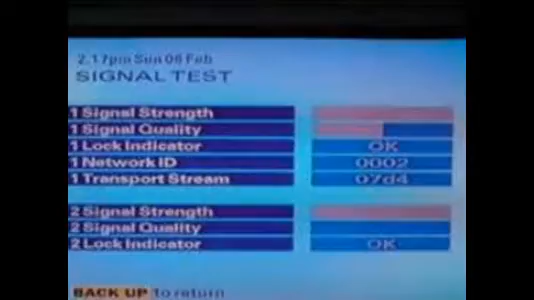 2.17pm Sun 06 Feb
SIGNAL TEST
1 Signal Strength
1 Signal Quality
1 Lock Indicator OK
1 Network ID 0002
1 Transport Stream 07d4
2 Signal Strength
2 Signal Quality
2 Lock Indicator OK
BACK UP to return